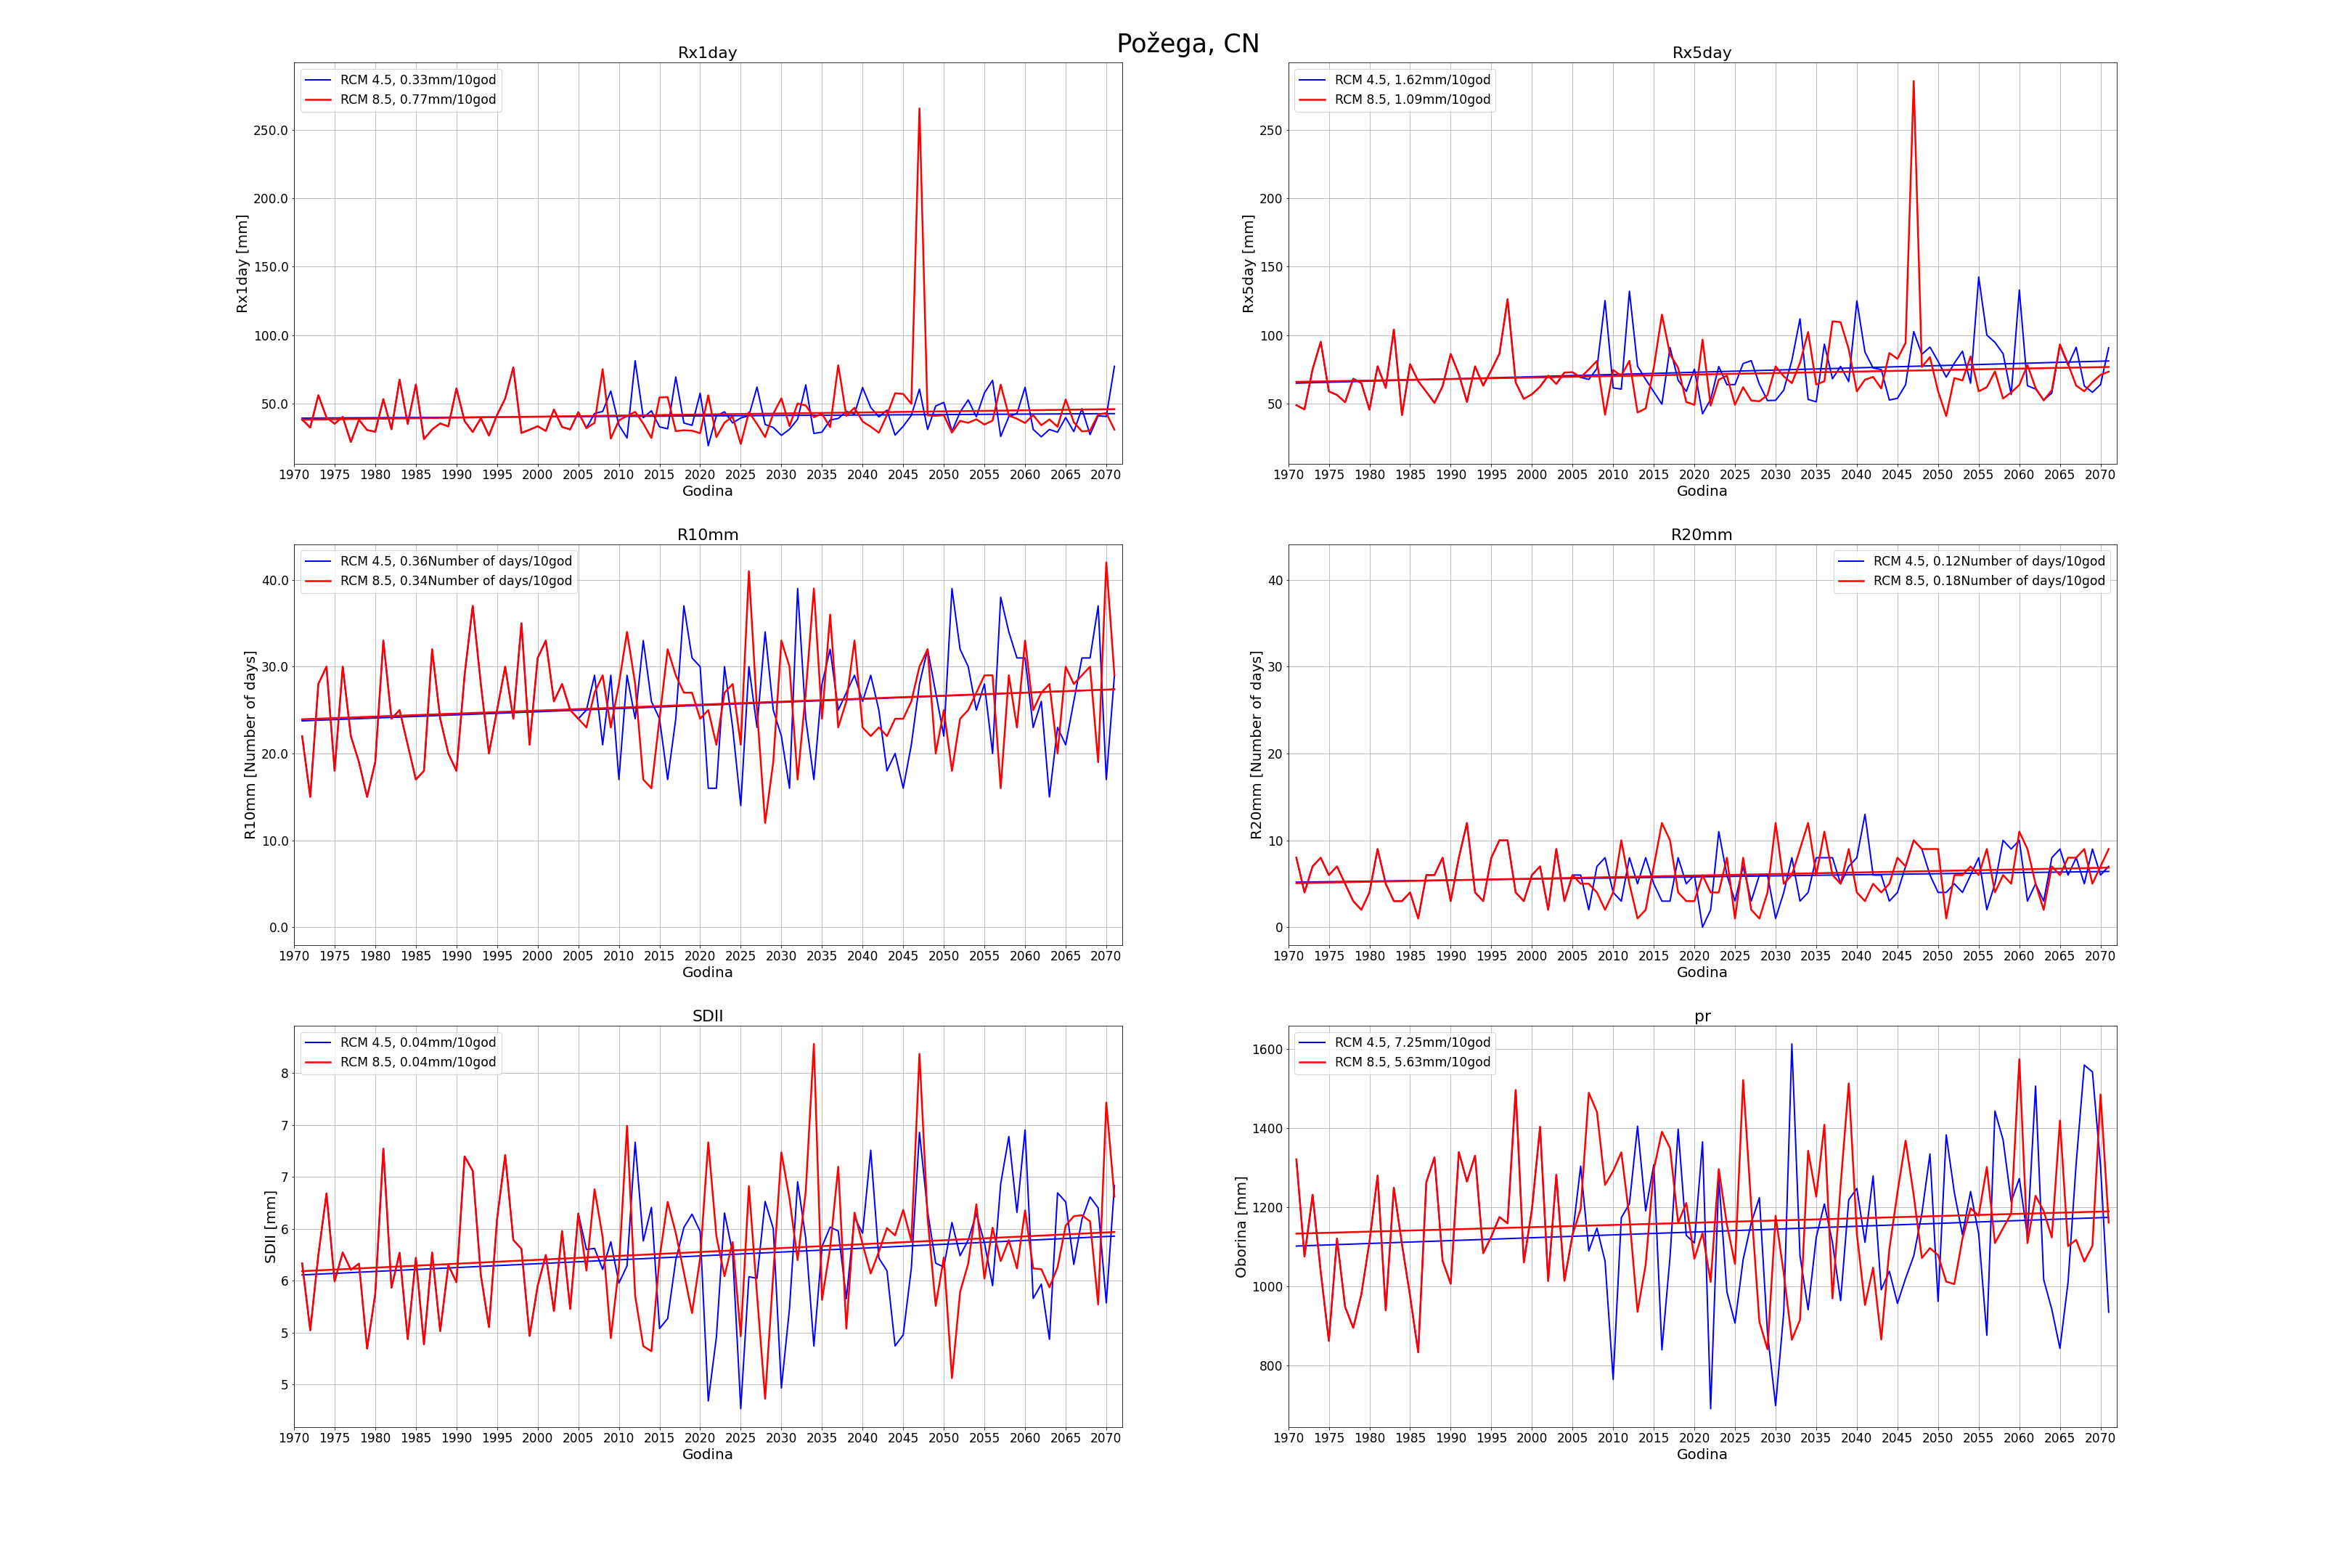 Požega, CN
Rx1day
RCM 4.5, 0.33mm/10god
RCM 8.5, 0.77mm/10god
Rx1day [mm]
250.0
200.0
150.0
100.0
50.0
1970 1975 1980 1985 1990 1995 2000 2005 2010 2015 2020 2025 2030 2035 2040 2045 2050 2055 2060 2065 2070
Godina
Rx5day
RCM 4.5, 1.62mm/10god
RCM 8.5, 1.09mm/10god
Rx5day [mm]
250
200
150
100
50
1970 1975 1980 1985 1990 1995 2000 2005 2010 2015 2020 2025 2030 2035 2040 2045 2050 2055 2060 2065 2070
Godina
R10mm
RCM 4.5, 0.36Number of days/10god
RCM 8.5, 0.34Number of days/10god
R10mm [Number of days]
40.0
30.0
20.0
10.0
0.0
1970 1975 1980 1985 1990 1995 2000 2005 2010 2015 2020 2025 2030 2035 2040 2045 2050 2055 2060 2065 2070
Godina
R20mm
RCM 4.5, 0.12Number of days/10god
RCM 8.5, 0.18Number of days/10god
R20mm [Number of days]
40
30
20
10
0
1970 1975 1980 1985 1990 1995 2000 2005 2010 2015 2020 2025 2030 2035 2040 2045 2050 2055 2060 2065 2070
Godina
SDII
RCM 4.5, 0.04mm/10god
RCM 8.5, 0.04mm/10god
SDII [mm]
8
7
7
6
6
5
5
1970 1975 1980 1985 1990 1995 2000 2005 2010 2015 2020 2025 2030 2035 2040 2045 2050 2055 2060 2065 2070
Godina
pr
RCM 4.5, 7.25mm/10god
RCM 8.5, 5.63mm/10god
Oborina [mm]
1600
1400
1200
1000
800
1970 1975 1980 1985 1990 1995 2000 2005 2010 2015 2020 2025 2030 2035 2040 2045 2050 2055 2060 2065 2070
Godina